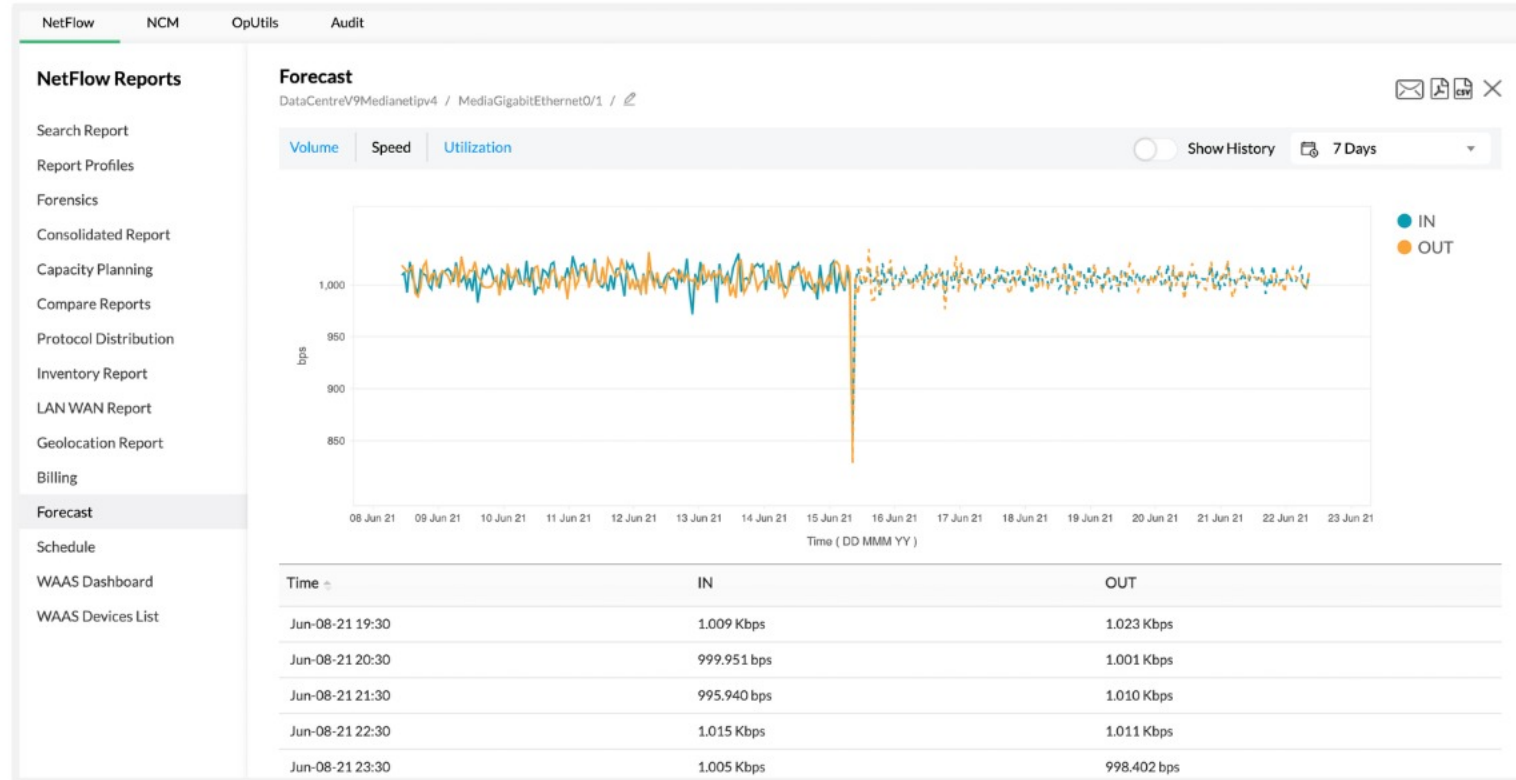 NetFlow NCM OpUtils Audit
NetFlow Reports
Search Report
Report Profiles
Forensics
Consolidated Report
Capacity Planning
Compare Reports
Protocol Distribution
Inventory Report
LAN WAN Report
Geolocation Report
Billing
Forecast
Schedule
WAAS Dashboard
WAAS Devices List
Forecast
DataCentreV9Medianetipv4 / MediaGigabitEthernet0/1 /
CSV
Volume Speed Utilization Show History 7 Days
IN
OUT
1,000
950
900
850
bps
08 Jun 21 09 Jun 21 10 Jun 21 11 Jun 21 12 Jun 21 13 Jun 21 14 Jun 21 15 Jun 21 16 Jun 21 17 Jun 21 18 Jun 21 19 Jun 21 20 Jun 21 21 Jun 21 22 Jun 21 23 Jun 21
Time ( DD MMM YY )
Time IN OUT
Jun-08-21 19:30 1.009 Kbps 1.023 Kbps
Jun-08-21 20:30 999.951 bps 1.001 Kbps
Jun-08-21 21:30 995.940 bps 1.010 Kbps
Jun-08-21 22:30 1.015 Kbps 1.011 Kbps
Jun-08-21 23:30 1.005 Kbps 998.402 bps